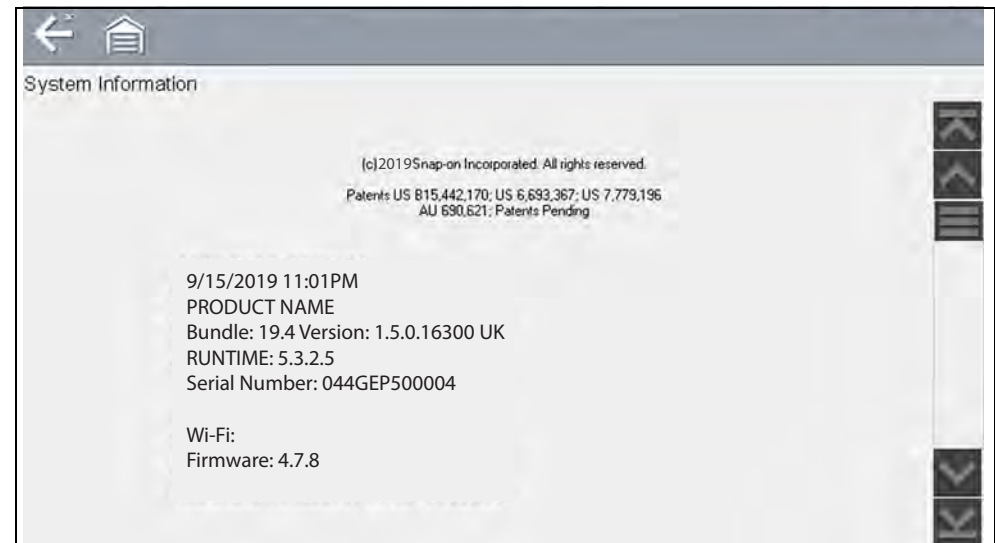 System Information
(c)2019Snap-on Incorporated. All rights reserved.
Patents US B15,442,170; US 6,693,367; US 7,779,196
AU 690,621; Patents Pending
9/15/2019 11:01PM
PRODUCT NAME
Bundle: 19.4 Version: 1.5.0.16300 UK
RUNTIME: 5.3.2.5
Serial Number: 044GEP500004
Wi-Fi:
Firmware: 4.7.8